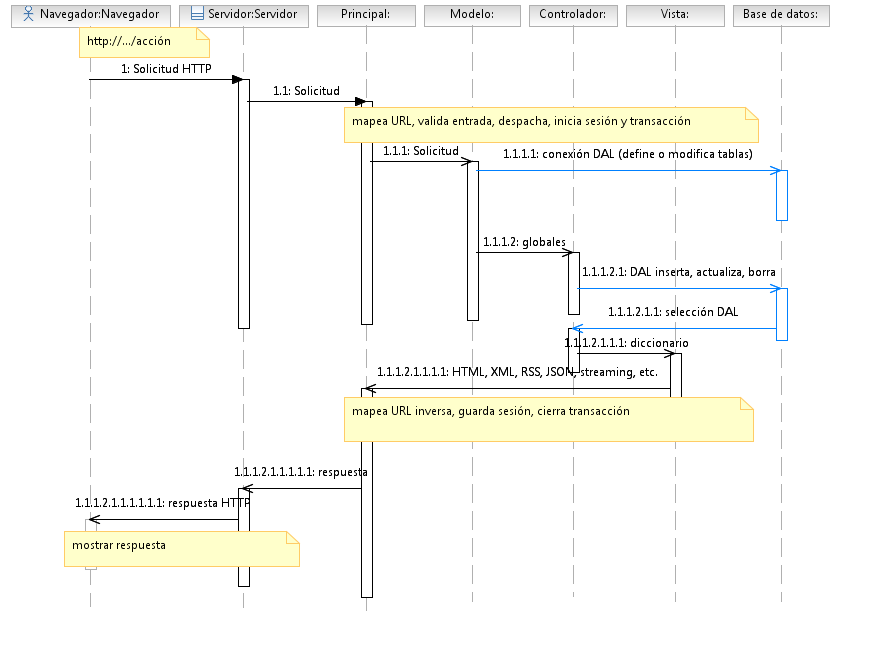 Navegador:Navegador
Servidor:Servidor
Principal:
Modelo:
Controlador:
Vista:
Base de datos:
http://.../acción
1: Solicitud HTTP
1.1: Solicitud
mapea URL, valida entrada, despacha, inicia sesión y transacción
1.1.1: Solicitud
1.1.1.1: conexión DAL (define o modifica tablas)
1.1.1.2: globales
1.1.1.2.1: DAL inserta, actualiza, borra
1.1.1.2.1.1: selección DAL
1.1.1.2.1.1.1: diccionario
1.1.1.2.1.1.1.1: HTML, XML, RSS, JSON, streaming, etc.
mapea URL inversa, guarda sesión, cierra transacción
1.1.1.2.1.1.1.1.1: respuesta
1.1.1.2.1.1.1.1.1.1: respuesta HTTP
mostrar respuesta